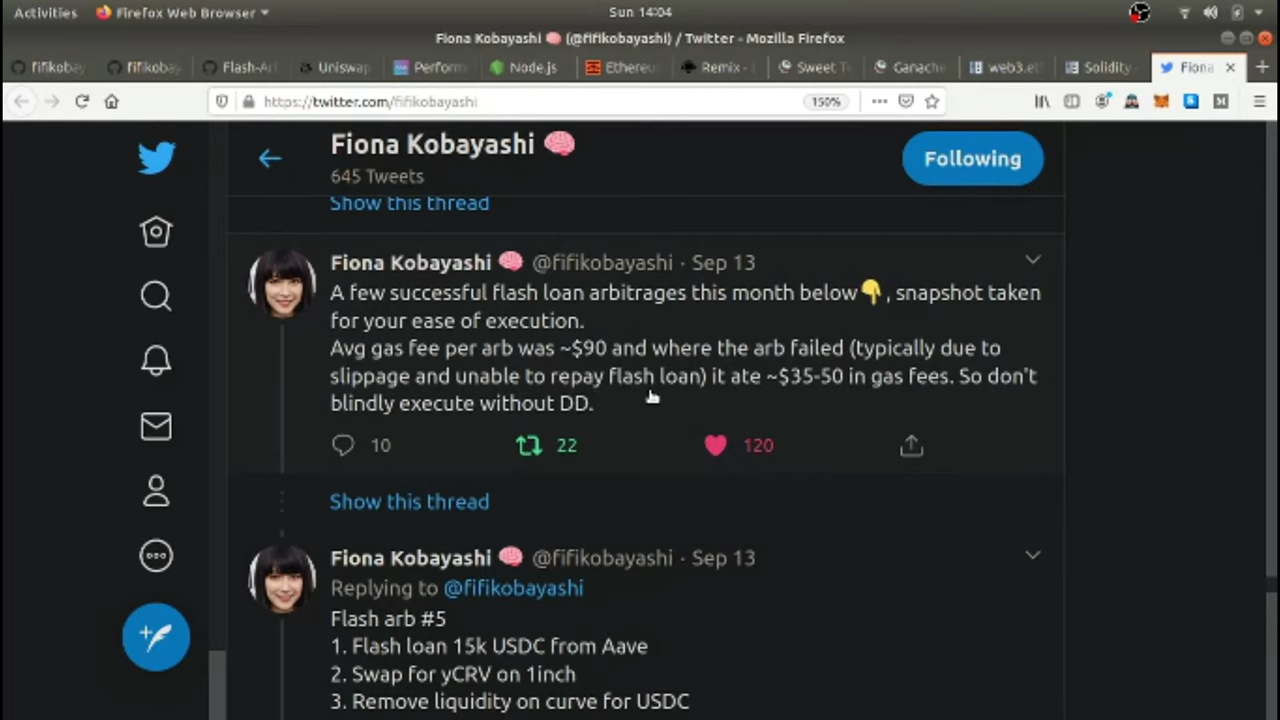 Activities Firefox Web Browser Sun 14:04
Fiona Kobayashi 🧠 (@fifikobayashi) / Twitter - Mozilla Firefox
fifikobay fifikobay Flash-Ar Uniswap Perform Node.js Ethereu Remix - Sweet T Ganache web3.et Solidity Fiona
https://twitter.com/fifikobayashi 150%
Fiona Kobayashi 🧠
645 Tweets
Following
Show this thread
Fiona Kobayashi 🧠 @fifikobayashi · Sep 13
A few successful flash loan arbitrages this month below👇, snapshot taken
for your ease of execution.
Avg gas fee per arb was ~$90 and where the arb failed (typically due to
slippage and unable to repay flash loan) it ate ~$35-50 in gas fees. So don't
blindly execute without DD.
10 22 120
Show this thread
Fiona Kobayashi 🧠 @fifikobayashi · Sep 13
Replying to @fifikobayashi
Flash arb #5
1. Flash loan 15k USDC from Aave
2. Swap for yCRV on 1inch
3. Remove liquidity on curve for USDC